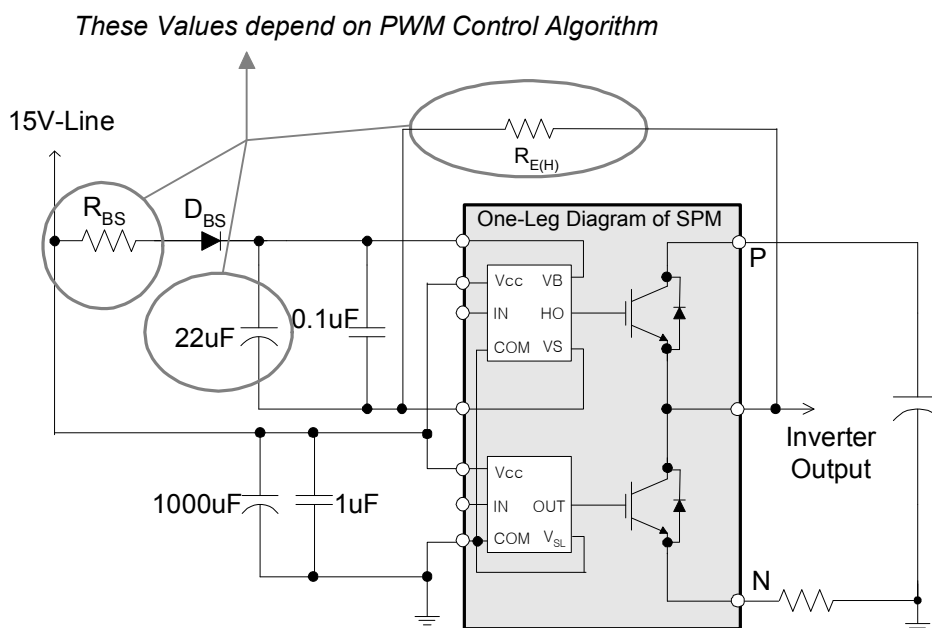 These Values depend on PWM Control Algorithm
15V-Line
R_E(H)
R_BS
D_BS
One-Leg Diagram of SPM
P
Vcc VB
22uF
0.1uF
IN HO
COM VS
Inverter
Output
1000uF
1uF
Vcc
IN OUT
COM V_SL
N